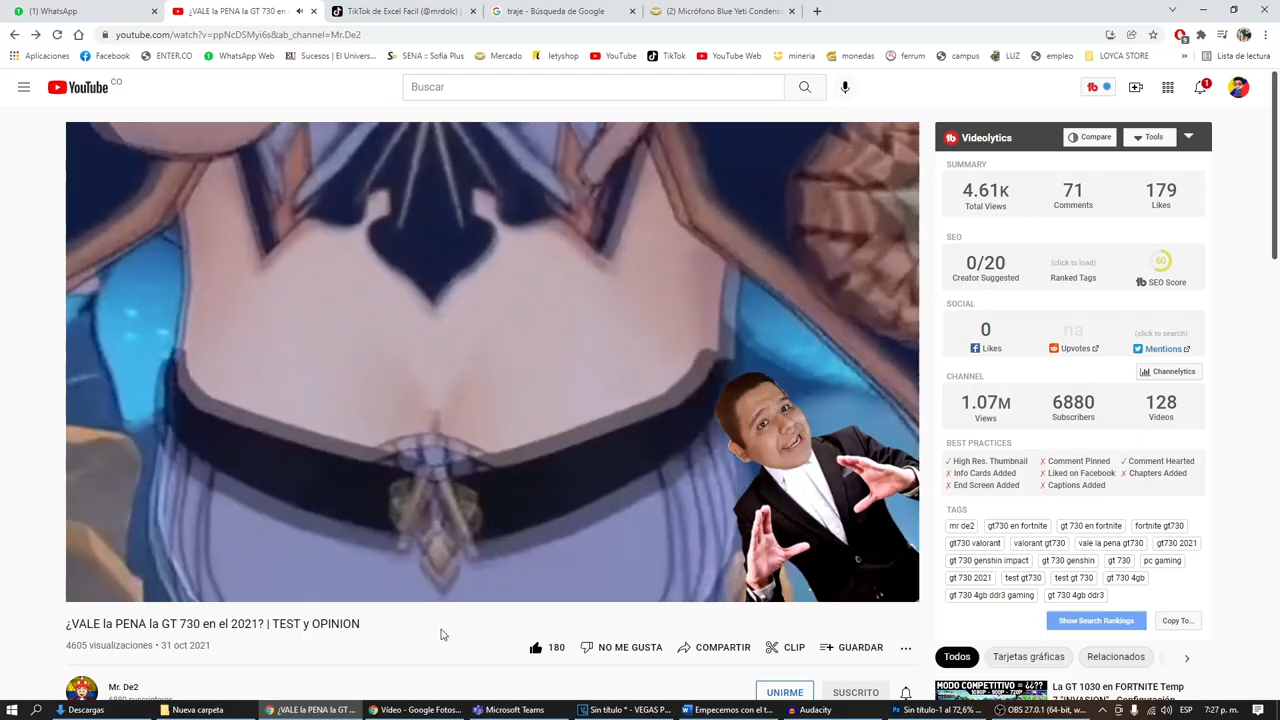 (1) WhatsApp
¿VALE la PENA la GT 730 en
TikTok de Excel Fácil (@mrdolc) |
traje - Búsqueda de Google
(2) Micrófono Blue Yeti Condens
youtube.com/watch?v=ppNcDSMyi6s&ab_channel=Mr.De2
Aplicaciones
Facebook
ENTER.CO
WhatsApp Web
Sucesos | El Univers...
SENA :: Sofia Plus
Mercado
letyshop
YouTube
TikTok
YouTube Web
mineria
monedas
ferrum
campus
LUZ
empleo
LOYCA STORE
»
Lista de lectura
YouTube CO
Buscar
1
Videolytics
Compare
Tools
SUMMARY
4.61K 71 179
Total Views Comments Likes
SEO
0/20 (click to load) 60
Creator Suggested Ranked Tags SEO Score
SOCIAL
0 na (click to search)
Likes Upvotes Mentions
CHANNEL
Channelytics
1.07M 6880 128
Views Subscribers Videos
BEST PRACTICES
✓ High Res. Thumbnail ✗ Comment Pinned ✓ Comment Hearted
✗ Info Cards Added ✗ Liked on Facebook ✗ Chapters Added
✗ End Screen Added ✗ Captions Added
TAGS
mr de2 gt730 en fortnite gt 730 en fortnite fortnite gt730
gt730 valorant valorant gt730 vale la pena gt730 gt730 2021
gt 730 genshin impact gt 730 genshin gt 730 pc gaming
gt 730 2021 test gt730 test gt 730 gt 730 4gb
gt 730 4gb ddr3 gaming gt 730 4gb ddr3
Show Search Rankings Copy To...
¿VALE la PENA la GT 730 en el 2021? | TEST y OPINION
4605 visualizaciones • 31 oct 2021
180 NO ME GUSTA COMPARTIR CLIP GUARDAR
Todos Tarjetas gráficas Relacionados
Mr. De2
6880 suscriptores
UNIRME SUSCRITO
MODO COMPETITIVO = ¿¿??
La GT 1030 en FORTNITE Temp
Descargas
Nueva carpeta
¿VALE la PENA la GT ...
Vídeo - Google Fotos...
Microsoft Teams
Sin título * - VEGAS P...
Empecemos con el t...
Audacity
Sin título-1 al 72,6% ...
OBS 27.0.1 (64-bit, w...
ESP
7:27 p. m.